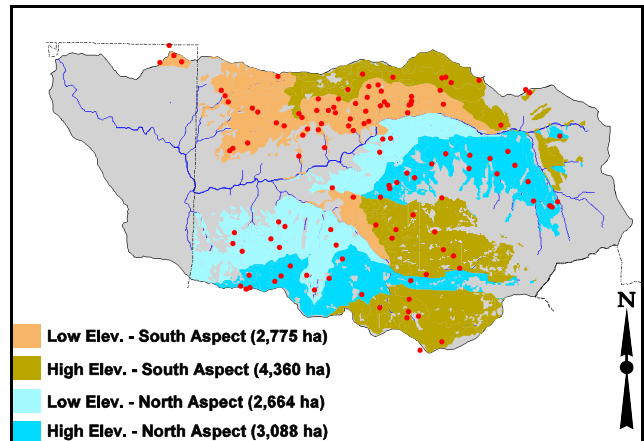 N
Low Elev. - South Aspect (2,775 ha)
High Elev. - South Aspect (4,360 ha)
Low Elev. - North Aspect (2,664 ha)
High Elev. - North Aspect (3,088 ha)